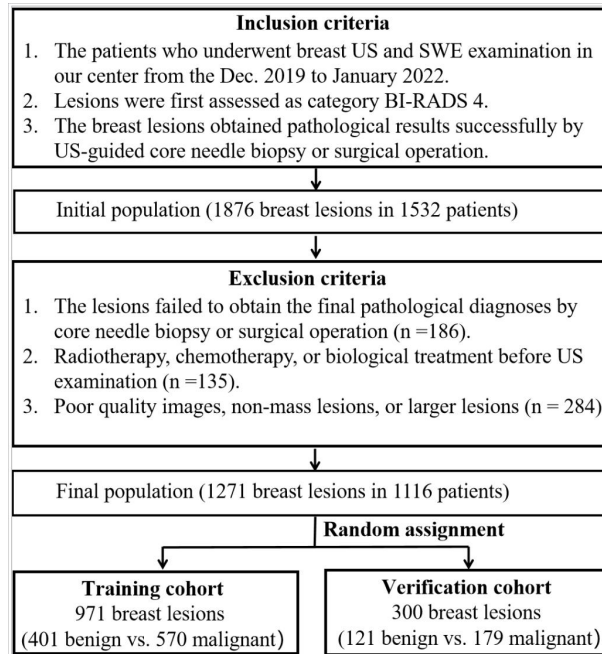 Inclusion criteria
1. The patients who underwent breast US and SWE examination in
our center from the Dec. 2019 to January 2022.
2. Lesions were first assessed as category BI-RADS 4.
3. The breast lesions obtained pathological results successfully by
US-guided core needle biopsy or surgical operation.
Initial population (1876 breast lesions in 1532 patients)
Exclusion criteria
1. The lesions failed to obtain the final pathological diagnoses by
core needle biopsy or surgical operation (n =186).
2. Radiotherapy, chemotherapy, or biological treatment before US
examination (n =135).
3. Poor quality images, non-mass lesions, or larger lesions (n = 284)
Final population (1271 breast lesions in 1116 patients)
Random assignment
Training cohort
971 breast lesions
(401 benign vs. 570 malignant)
Verification cohort
300 breast lesions
(121 benign vs. 179 malignant)